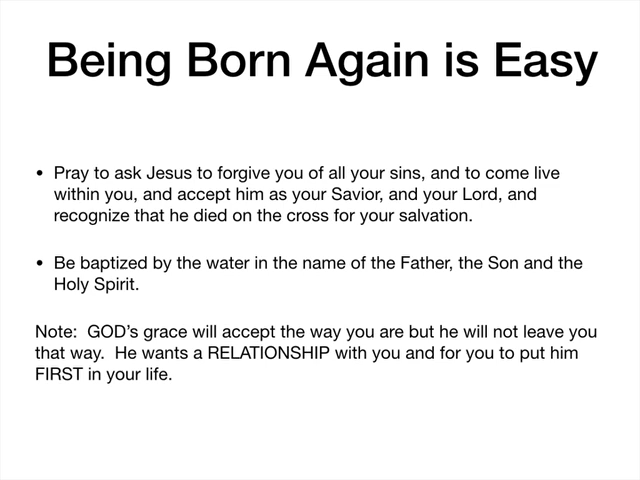 Being Born Again is Easy
• Pray to ask Jesus to forgive you of all your sins, and to come live
within you, and accept him as your Savior, and your Lord, and
recognize that he died on the cross for your salvation.
• Be baptized by the water in the name of the Father, the Son and the
Holy Spirit.
Note:  GOD’s grace will accept the way you are but he will not leave you
that way.  He wants a RELATIONSHIP with you and for you to put him
FIRST in your life.